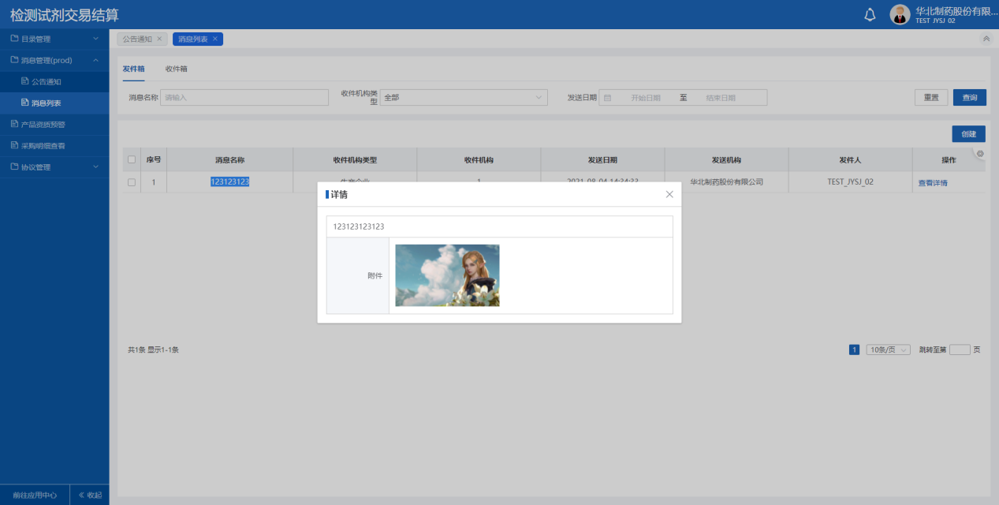 检测试剂交易结算
华北制药股份有限...
TEST JYSJ 02
目录管理
消息管理(prod)
公告通知
消息列表
产品资质预警
采购明细查看
协议管理
前往应用中心
收起
公告通知 ×
消息列表 ×
发件箱 收件箱
消息名称 请输入 收件机构类型 全部 发送日期 开始日期 至 结束日期 重置 查询
创建
序号 消息名称 收件机构类型 收件机构 发送日期 发送机构 发件人 操作
1 123123123 生产企业 1 2021-08-04 14:34:33 华北制药股份有限公司 TEST_JYSJ_02 查看详情
详情
123123123123
附件
共1条 显示1-1条
1 10条/页 跳转至第 页